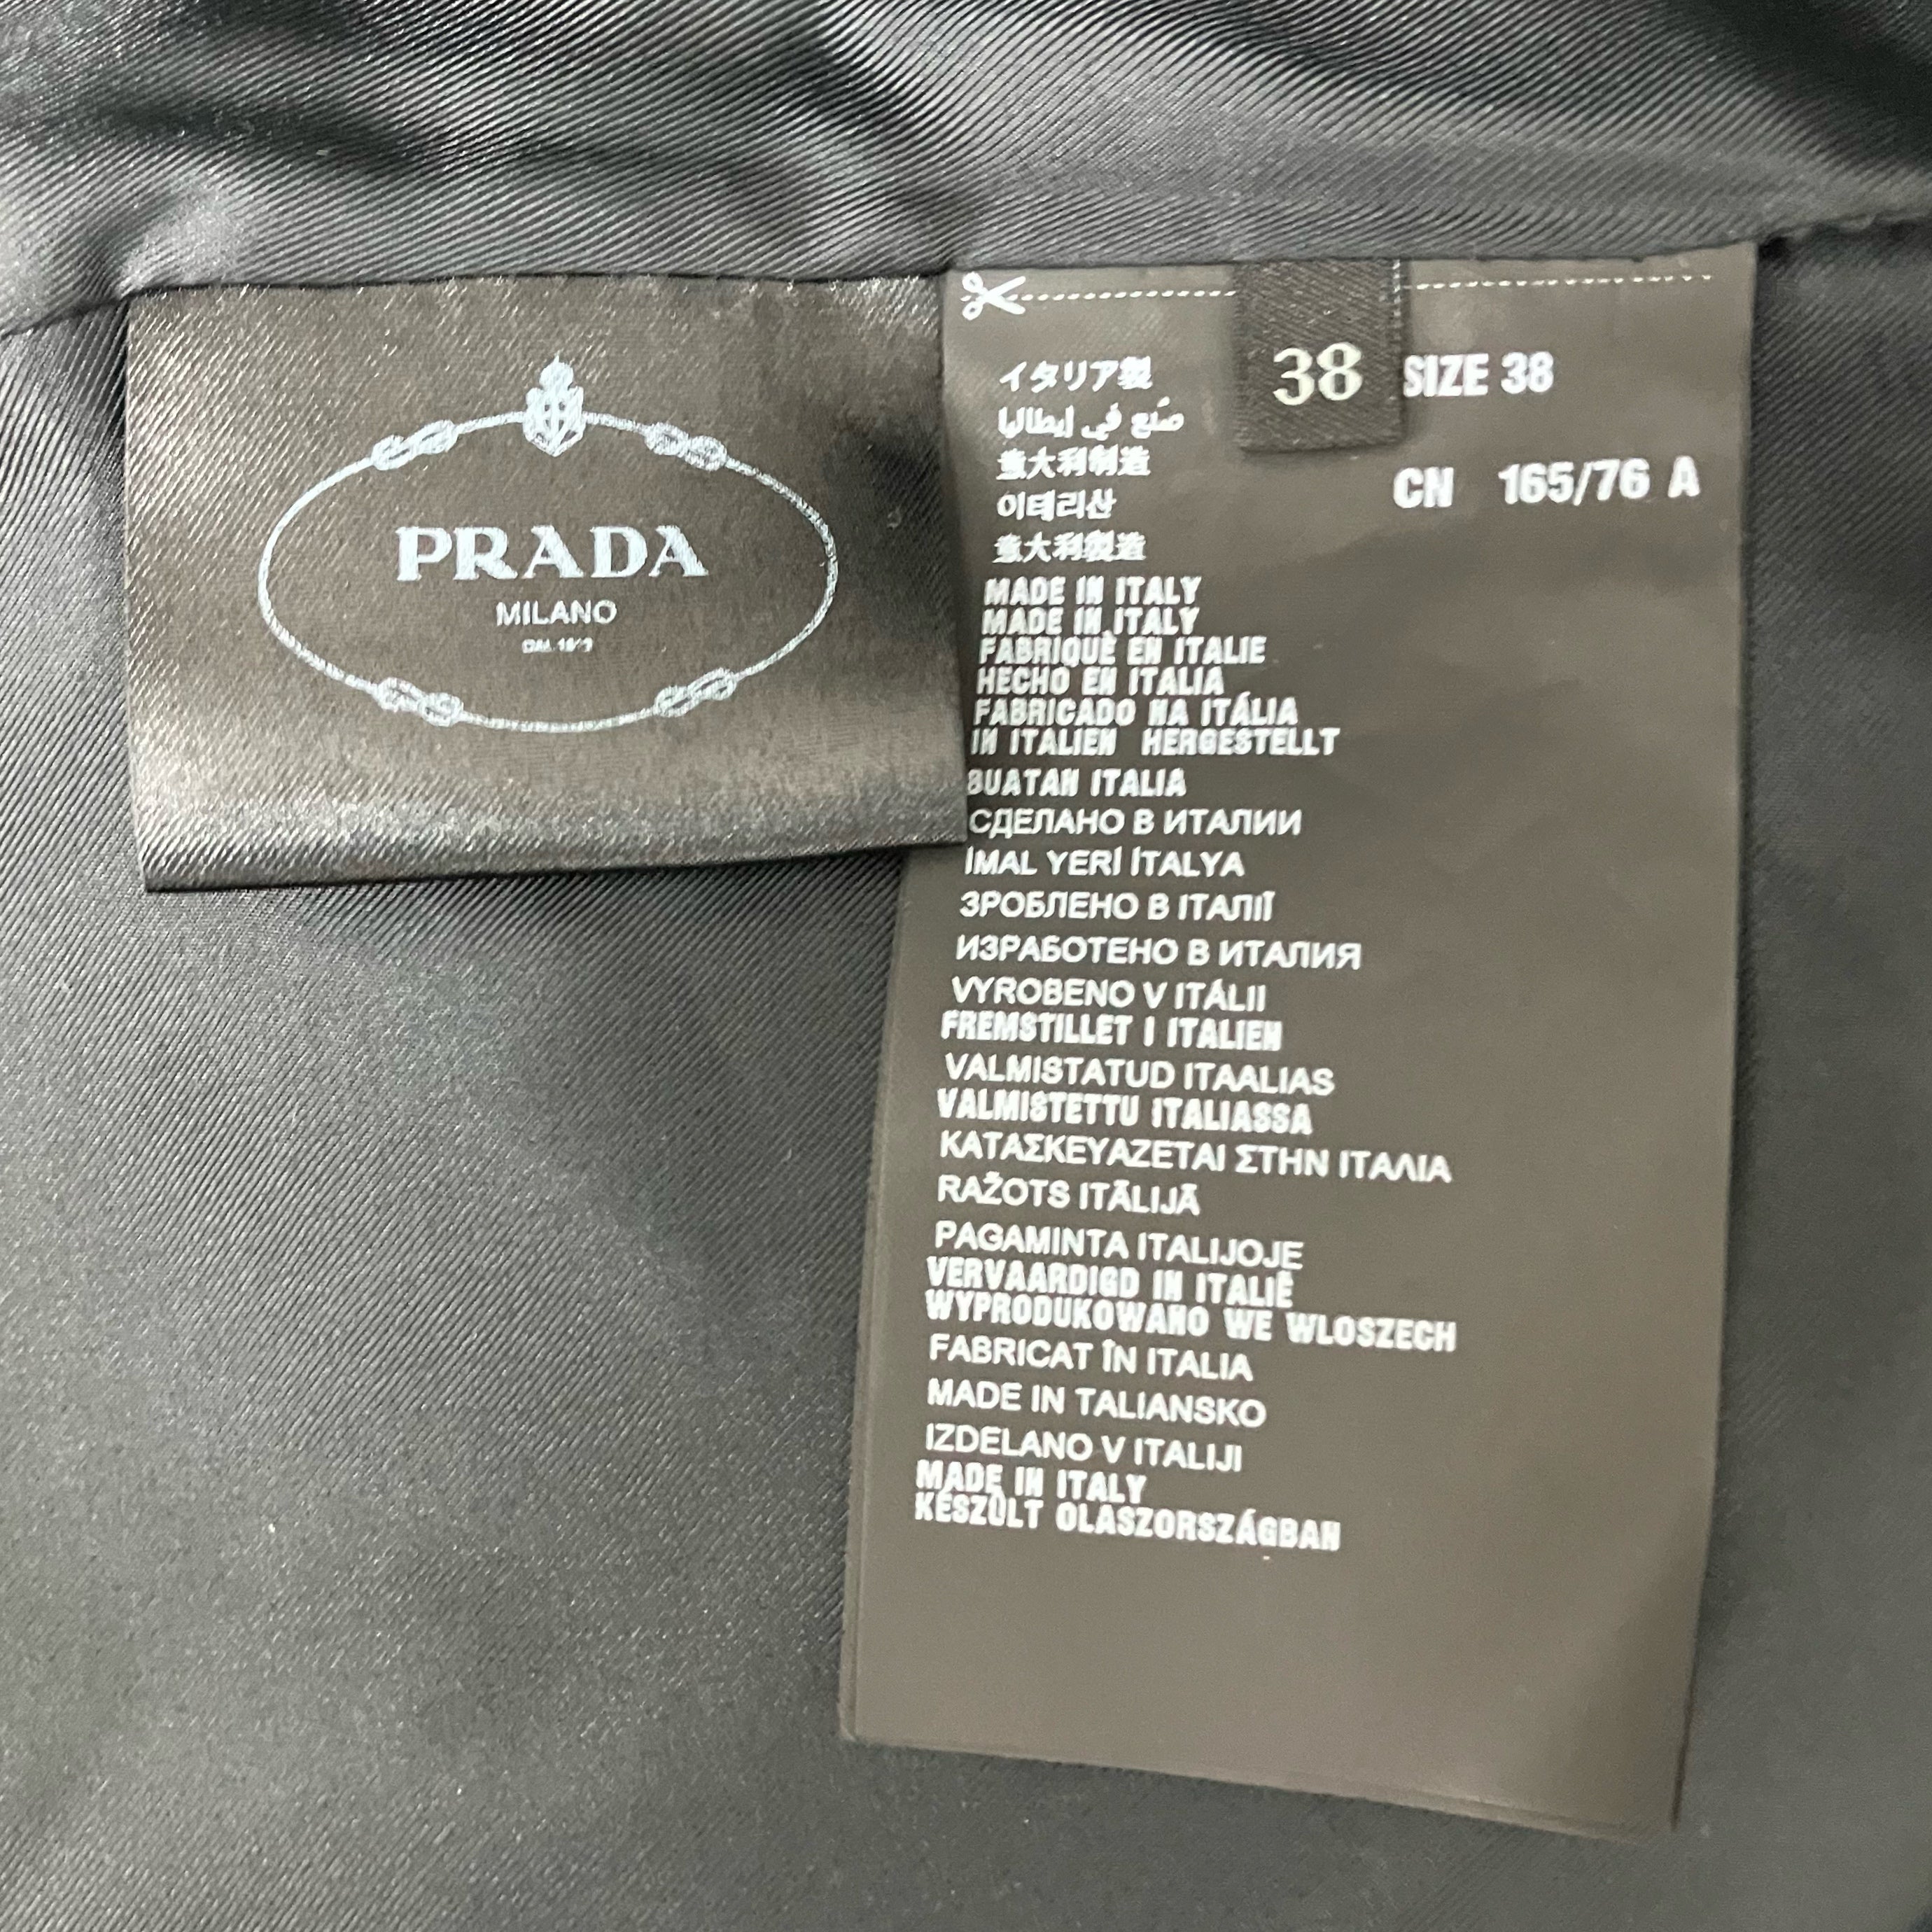 PRADA
MILANO
38
SIZE 38
CN 165/76 A
イタリア製
صنع في إيطاليا
意大利制造
이태리산
意大利製造
MADE IN ITALY
MADE IN ITALY
FABRIQUÈ EN ITALIE
HECHO EN ITALIA
FABRICADO NA ITÁLIA
IN ITALIEN HERGESTELLT
BUATAN ITALIA
СДЕЛАНО В ИТАЛИИ
İMAL YERİ İTALYA
ЗРОБЛЕНО В ІТАЛІЇ
ИЗРАБОТЕНО В ИТАЛИЯ
VYROBENO V ITÁLII
FREMSTILLET I ITALIEN
VALMISTATUD ITAALIAS
VALMISTETTU ITALIASSA
ΚΑΤΑΣΚΕΥΑΖΕΤΑΙ ΣΤΗΝ ΙΤΑΛΙΑ
RAŽOTS ITĀLIJĀ
PAGAMINTA ITALIJOJE
VERVAARDIGD IN ITALIË
WYPRODUKOWANO WE WLOSZECH
FABRICAT ÎN ITALIA
MADE IN TALIANSKO
IZDELANO V ITALIJI
MADE IN ITALY
KÉSZÜLT OLASZORSZÁGBAN